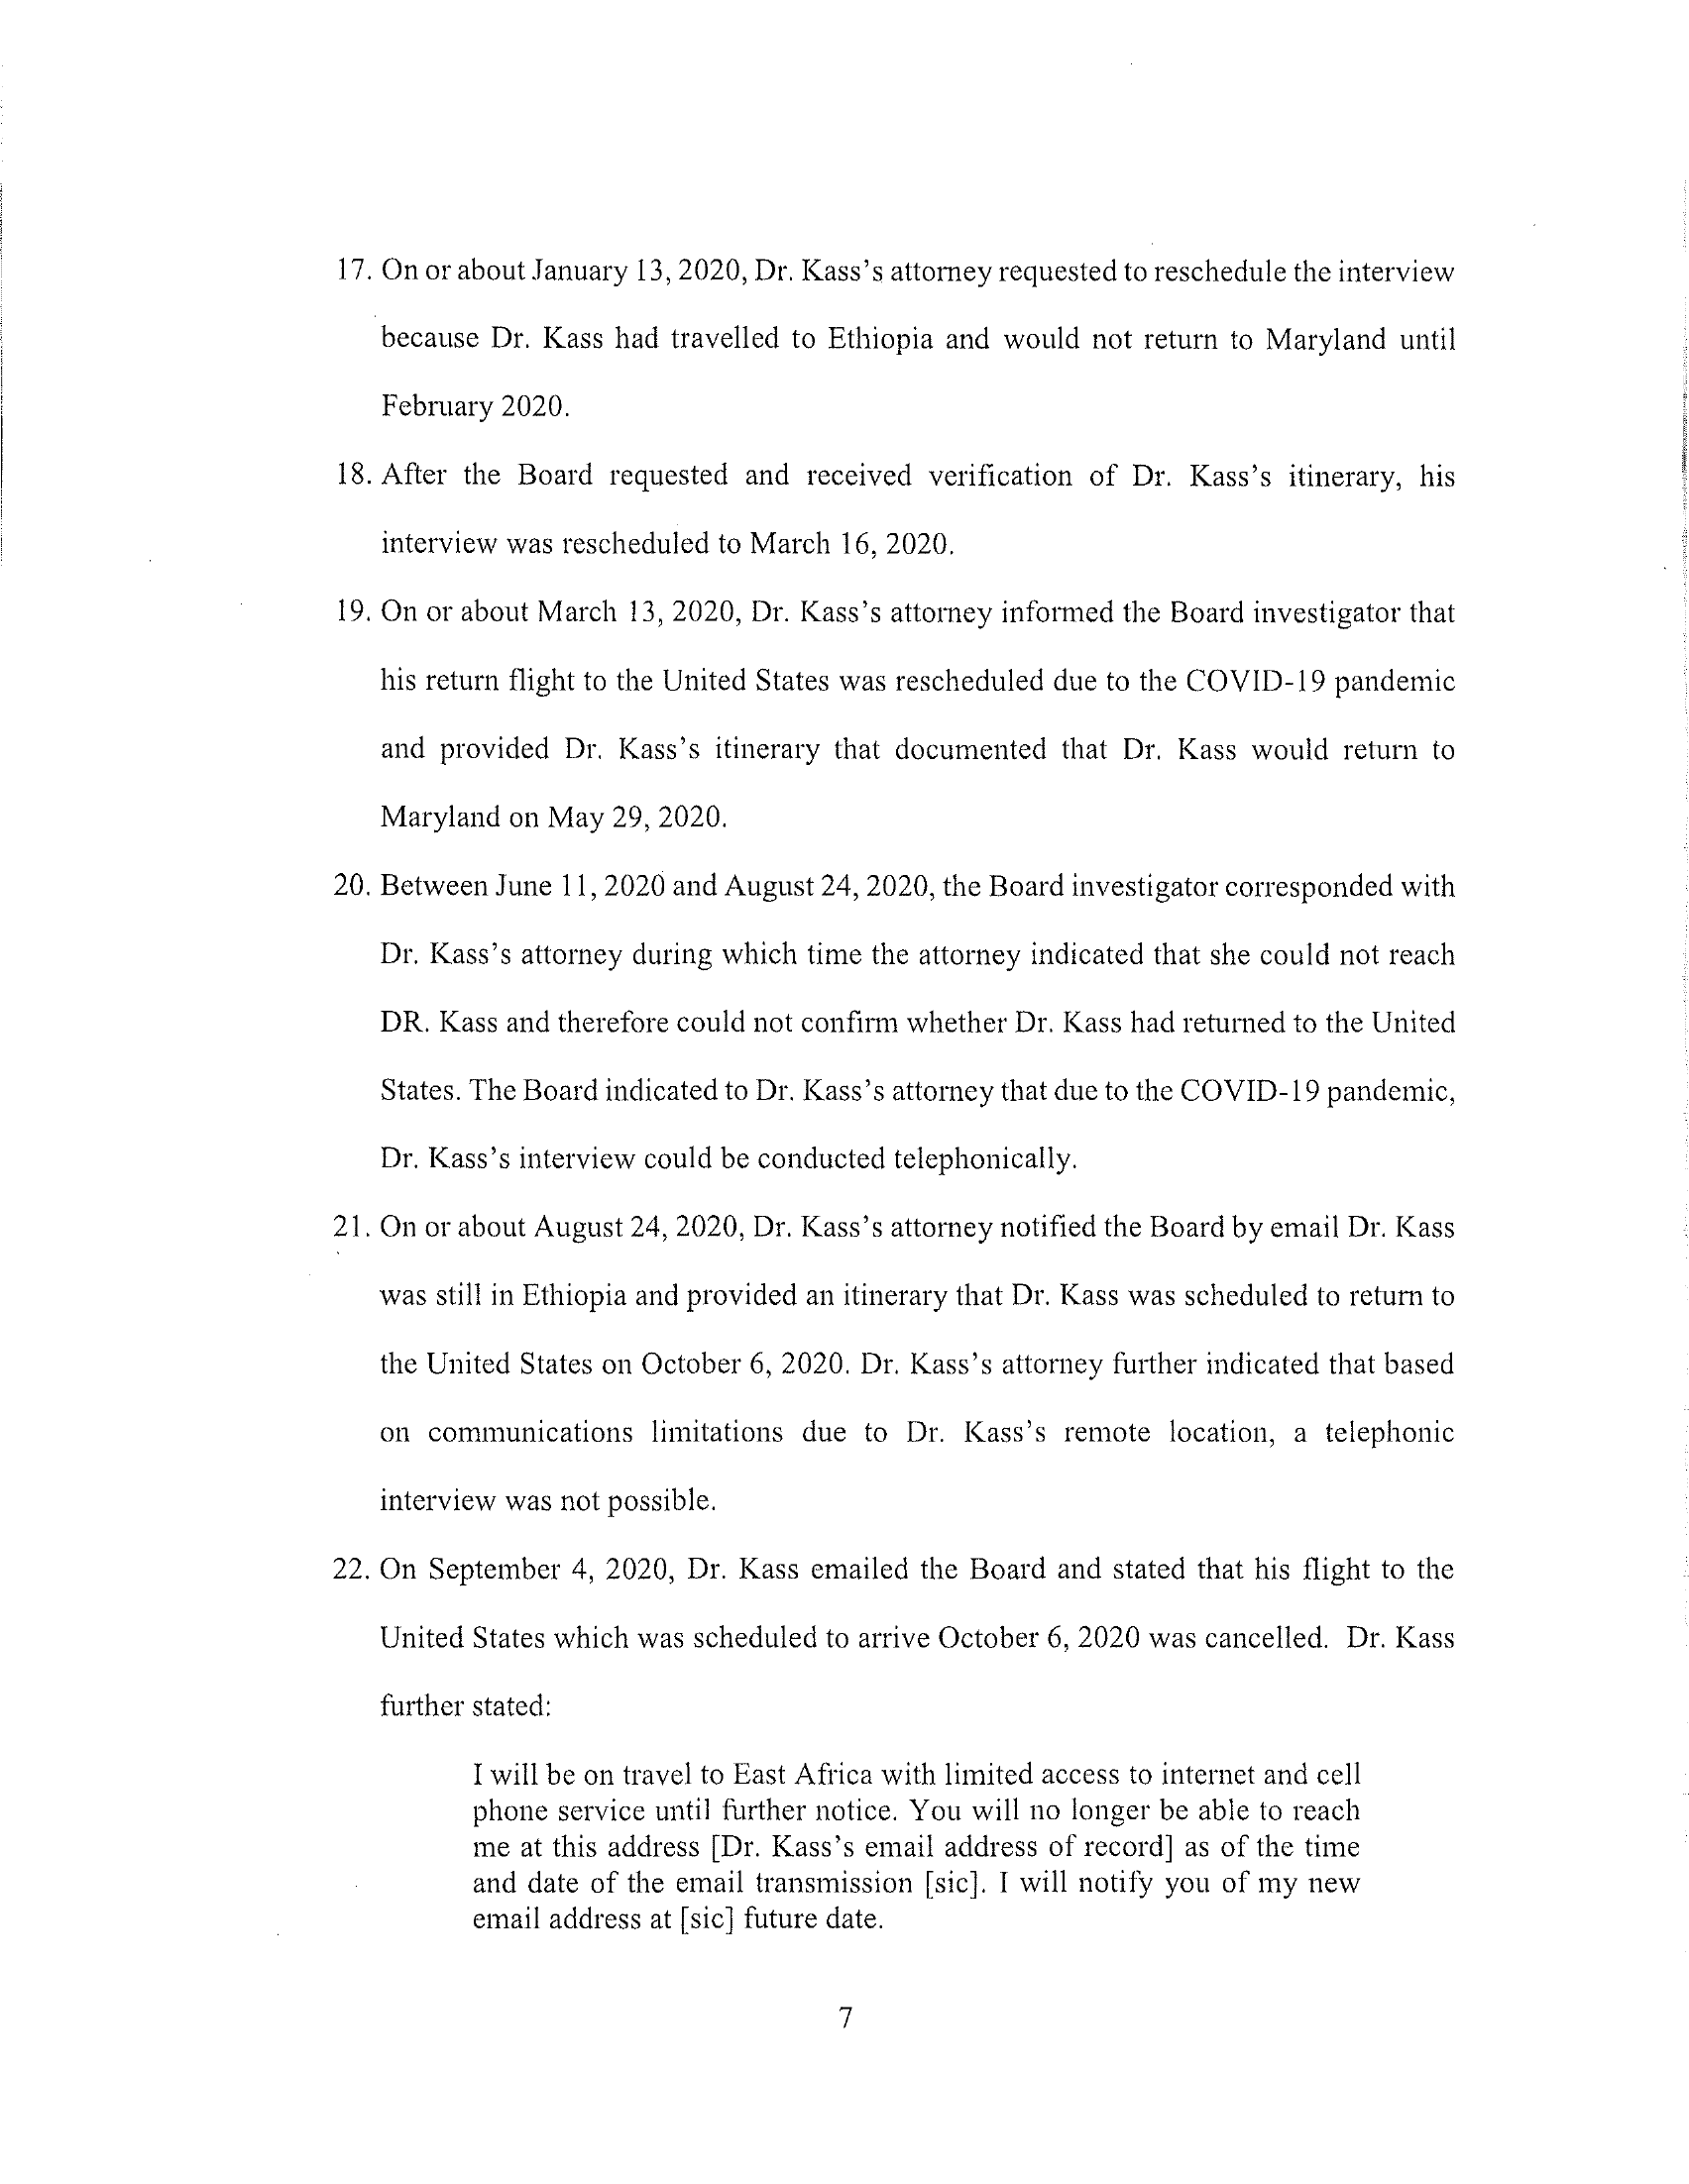 17. On or about January 13, 2020, Dr. Kass's attorney requested to reschedule the interview
because Dr. Kass had travelled to Ethiopia and would not return to Maryland until
February 2020.
18. After the Board requested and received verification of Dr. Kass's itinerary, his
interview was rescheduled to March 16, 2020.
19. On or about March 13, 2020, Dr. Kass's attorney informed the Board investigator that
his return flight to the United States was rescheduled due to the COVID-19 pandemic
and provided Dr. Kass's itinerary that documented that Dr. Kass would return to
Maryland on May 29, 2020.
20. Between June 11, 2020 and August 24, 2020, the Board investigator corresponded with
Dr. Kass's attorney during which time the attorney indicated that she could not reach
DR. Kass and therefore could not confirm whether Dr. Kass had returned to the United
States. The Board indicated to Dr. Kass's attorney that due to the COVID-19 pandemic,
Dr. Kass's interview could be conducted telephonically.
21. On or about August 24, 2020, Dr. Kass's attorney notified the Board by email Dr. Kass
was still in Ethiopia and provided an itinerary that Dr. Kass was scheduled to return to
the United States on October 6, 2020. Dr. Kass's attorney further indicated that based
on communications limitations due to Dr. Kass's remote location, a telephonic
interview was not possible.
22. On September 4, 2020, Dr. Kass emailed the Board and stated that his flight to the
United States which was scheduled to arrive October 6, 2020 was cancelled. Dr. Kass
further stated:
I will be on travel to East Africa with limited access to internet and cell
phone service until further notice. You will no longer be able to reach
me at this address [Dr. Kass's email address of record] as of the time
and date of the email transmission [sic]. I will notify you of my new
email address at [sic] future date.
7